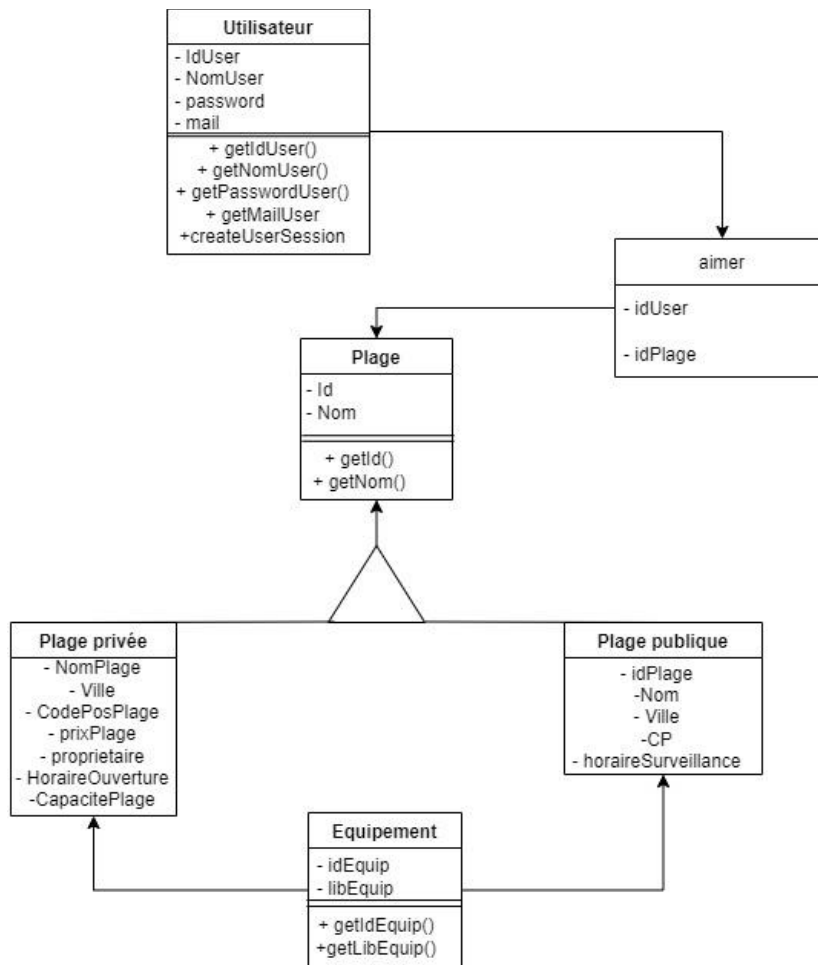 Utilisateur
- IdUser
- NomUser
- password
- mail
+ getIdUser()
+ getNomUser()
+ getPasswordUser()
+ getMailUser
+createUserSession
aimer
- idUser
- idPlage
Plage
- Id
- Nom
+ getId()
+ getNom()
Plage privée
- NomPlage
- Ville
- CodePosPlage
- prixPlage
- proprietaire
- HoraireOuverture
-CapacitePlage
Plage publique
- idPlage
-Nom
- Ville
-CP
- horaireSurveillance
Equipement
- idEquip
- libEquip
+ getIdEquip()
+getLibEquip()